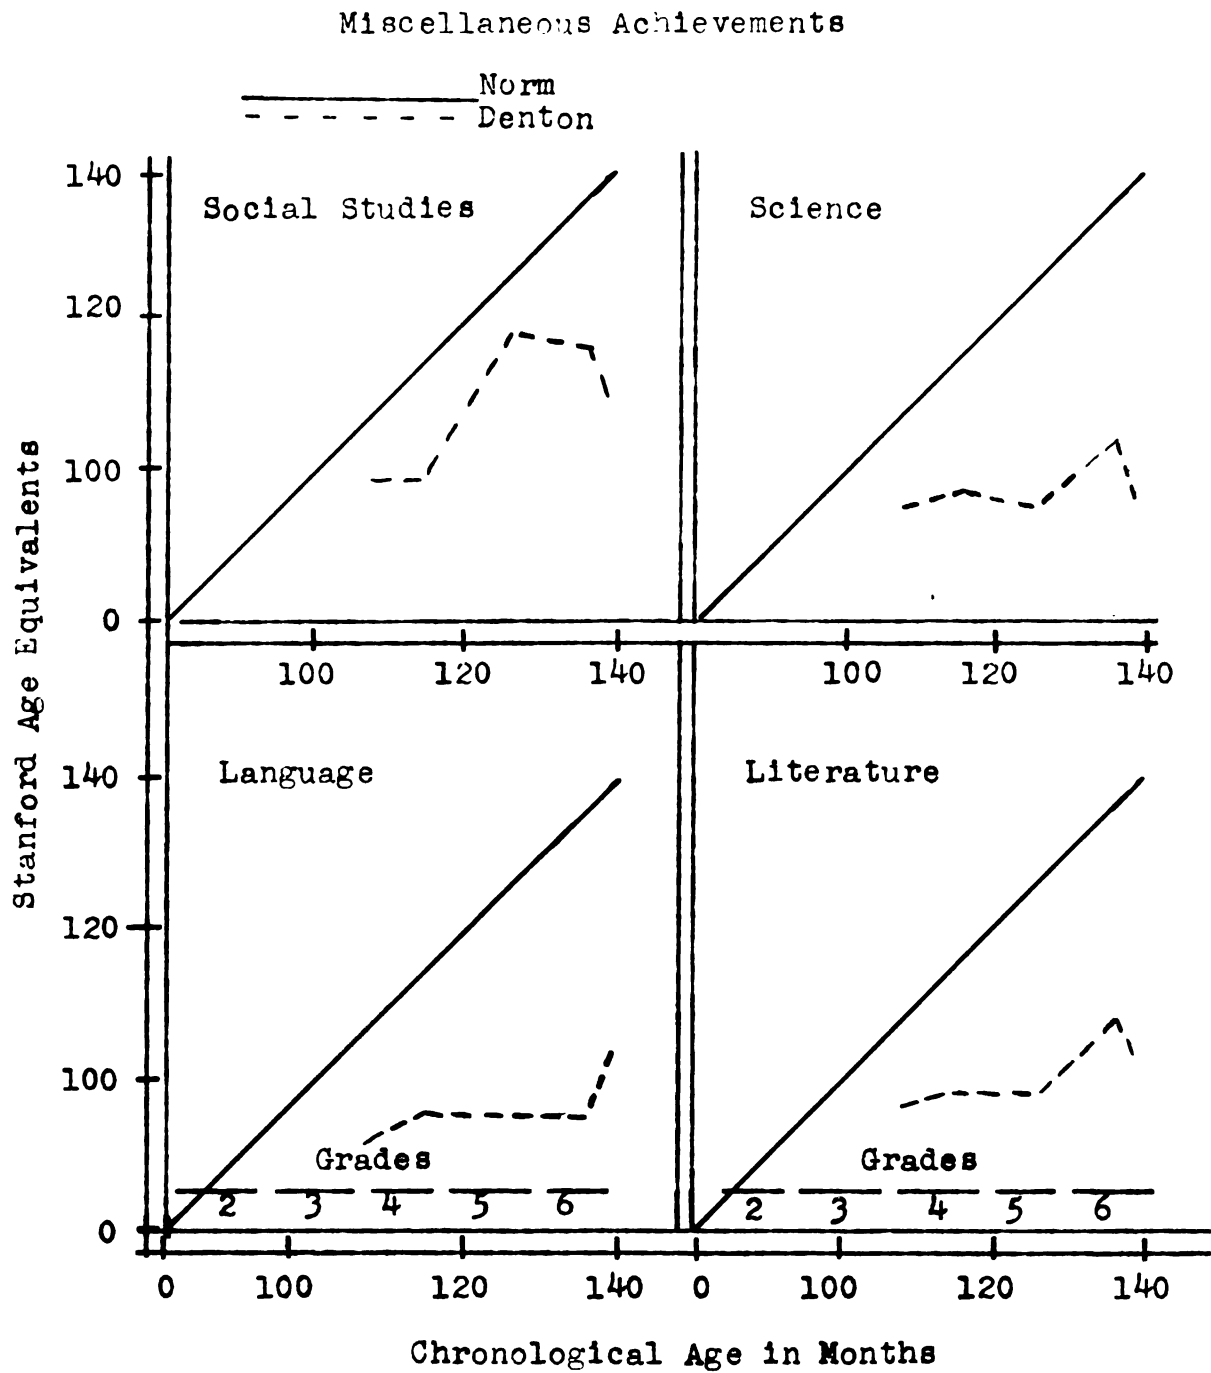 Miscellaneous Achievements
Norm
Denton
Stanford Age Equivalents
140
Social Studies
Science
120
100
0
100 120 140 100 120 140
140
Language
Literature
120
100
Grades Grades
2 3 4 5 6 2 3 4 5 6
0
0 100 120 140 0 100 120 140
Chronological Age in Months